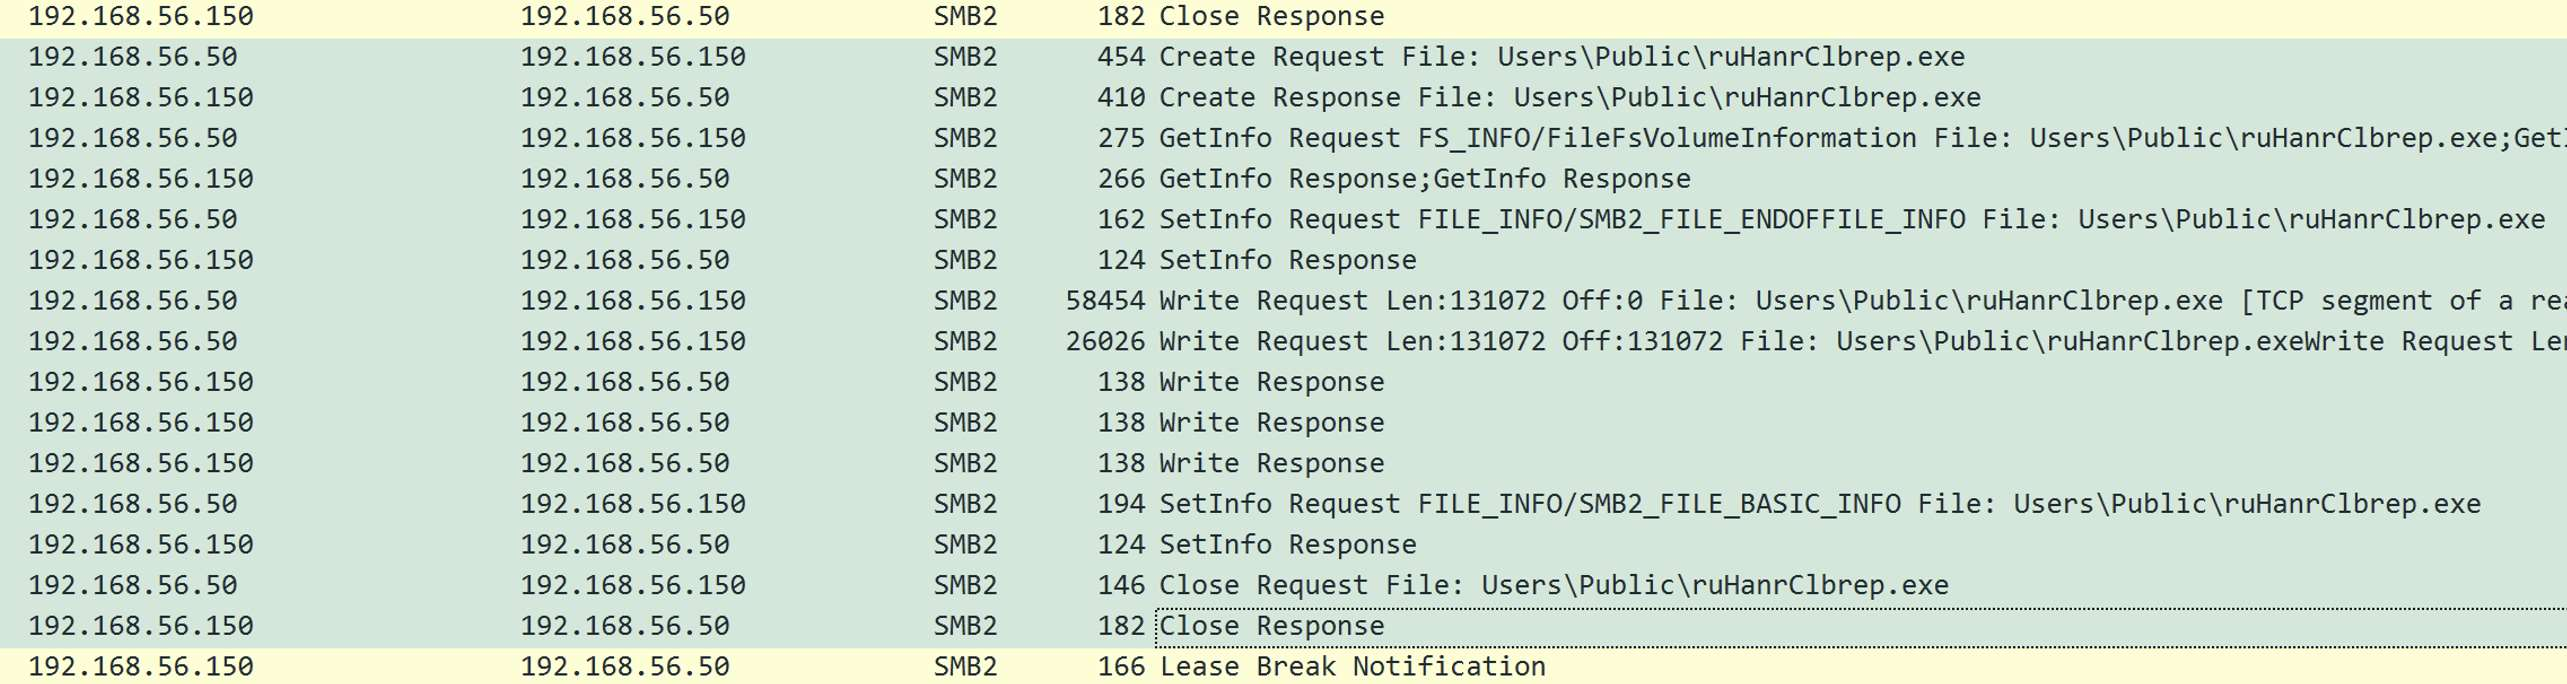 192.168.56.150 192.168.56.50 SMB2 182 Close Response
192.168.56.50 192.168.56.150 SMB2 454 Create Request File: Users\Public\ruHanrClbrep.exe
192.168.56.150 192.168.56.50 SMB2 410 Create Response File: Users\Public\ruHanrClbrep.exe
192.168.56.50 192.168.56.150 SMB2 275 GetInfo Request FS_INFO/FileFsVolumeInformation File: Users\Public\ruHanrClbrep.exe;GetI
192.168.56.150 192.168.56.50 SMB2 266 GetInfo Response;GetInfo Response
192.168.56.50 192.168.56.150 SMB2 162 SetInfo Request FILE_INFO/SMB2_FILE_ENDOFFILE_INFO File: Users\Public\ruHanrClbrep.exe
192.168.56.150 192.168.56.50 SMB2 124 SetInfo Response
192.168.56.50 192.168.56.150 SMB2 58454 Write Request Len:131072 Off:0 File: Users\Public\ruHanrClbrep.exe [TCP segment of a rea
192.168.56.50 192.168.56.150 SMB2 26026 Write Request Len:131072 Off:131072 File: Users\Public\ruHanrClbrep.exeWrite Request Len
192.168.56.150 192.168.56.50 SMB2 138 Write Response
192.168.56.150 192.168.56.50 SMB2 138 Write Response
192.168.56.150 192.168.56.50 SMB2 138 Write Response
192.168.56.50 192.168.56.150 SMB2 194 SetInfo Request FILE_INFO/SMB2_FILE_BASIC_INFO File: Users\Public\ruHanrClbrep.exe
192.168.56.150 192.168.56.50 SMB2 124 SetInfo Response
192.168.56.50 192.168.56.150 SMB2 146 Close Request File: Users\Public\ruHanrClbrep.exe
192.168.56.150 192.168.56.50 SMB2 182 Close Response
192.168.56.150 192.168.56.50 SMB2 166 Lease Break Notification